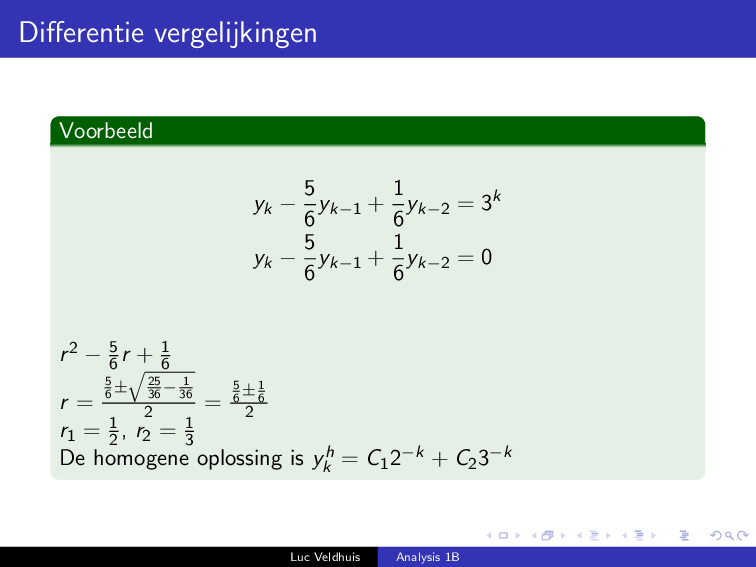 Differentie vergelijkingen
Voorbeeld
y_k − \frac{5}{6} y_{k−1} + \frac{1}{6} y_{k−2} = 3^k
y_k − \frac{5}{6} y_{k−1} + \frac{1}{6} y_{k−2} = 0
r^2 − \frac{5}{6} r + \frac{1}{6}
r = \frac{\frac{5}{6} ± \sqrt{\frac{25}{36} − \frac{1}{36}}}{2} = \frac{\frac{5}{6} ± \frac{1}{6}}{2}
r_1 = \frac{1}{2}, r_2 = \frac{1}{3}
De homogene oplossing is y_k^h = C_1 2^{−k} + C_2 3^{−k}
Luc Veldhuis Analysis 1B